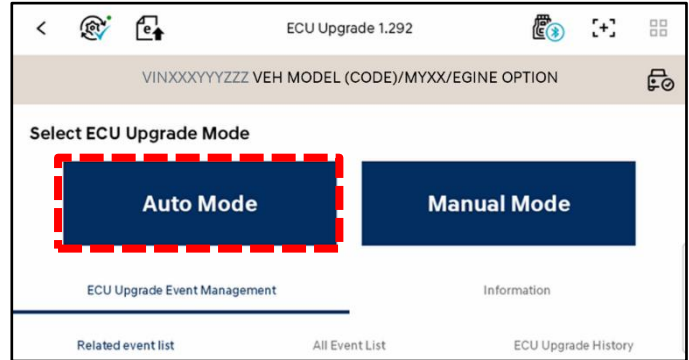 ECU Upgrade 1.292
VINXXXYYYZZZ VEH MODEL (CODE)/MYXX/EGINE OPTION
Select ECU Upgrade Mode
Auto Mode
Manual Mode
ECU Upgrade Event Management
Information
Related event list
All Event List
ECU Upgrade History